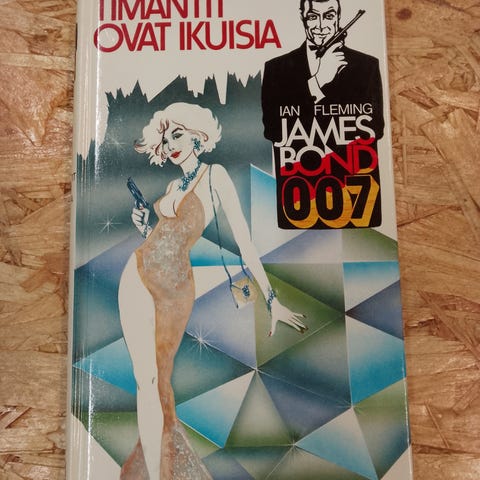 TIMANTIT
OVAT IKUISIA
IAN FLEMING
JAMES
BOND
007